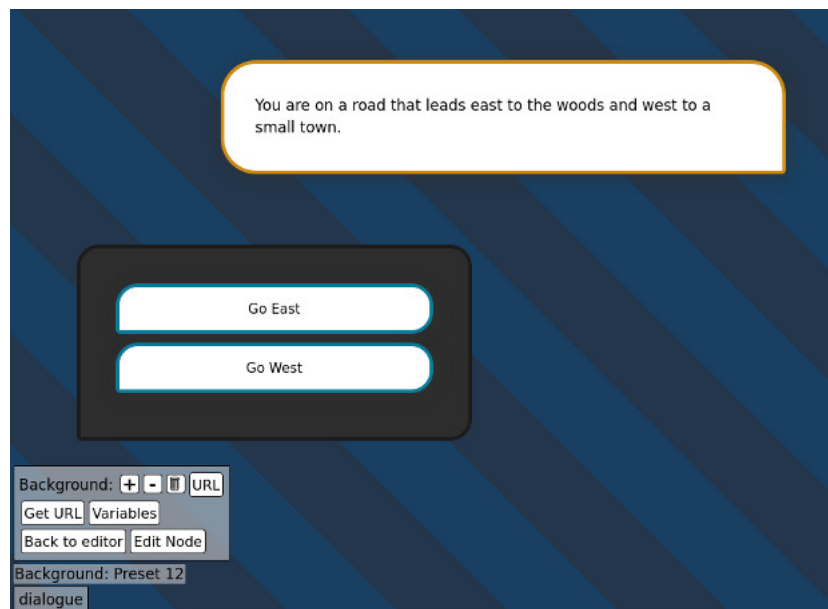 You are on a road that leads east to the woods and west to a
small town.
Go East
Go West
Background: + - URL
Get URL Variables
Back to editor Edit Node
Background: Preset 12
dialogue